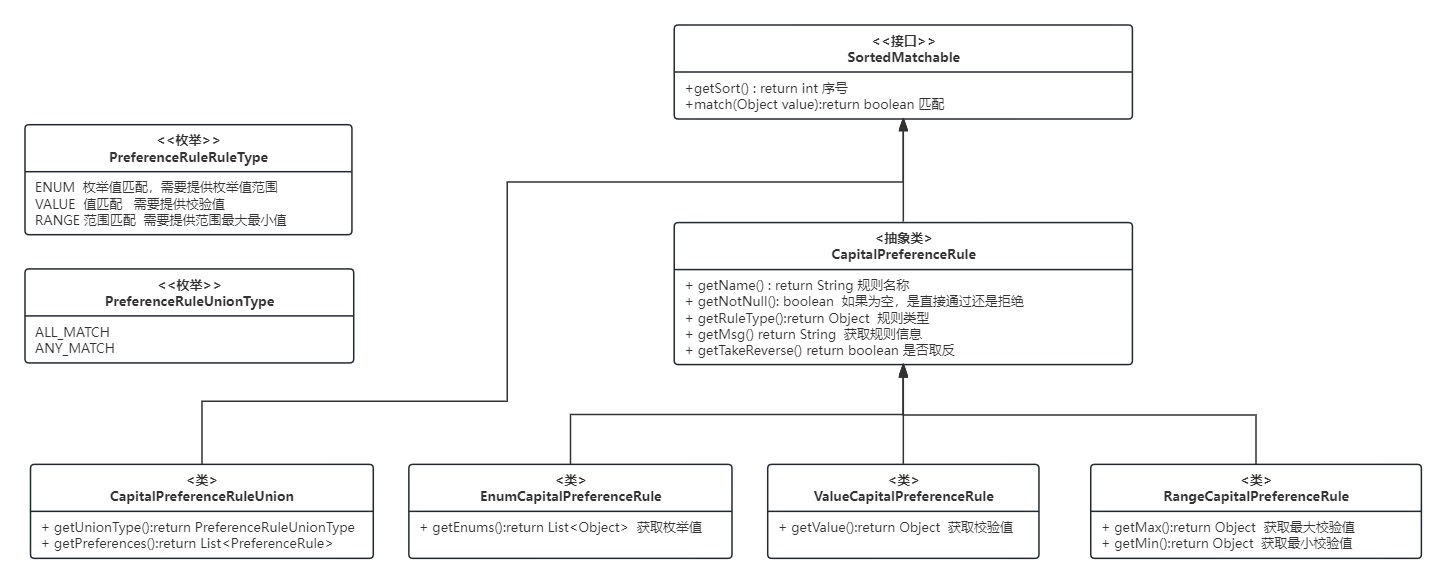 <<接口>>
SortedMatchable
+getSort() : return int 序号
+match(Object value):return boolean 匹配
<<枚举>>
PreferenceRuleRuleType
ENUM 枚举值匹配，需要提供枚举值范围
VALUE 值匹配 需要提供校验值
RANGE 范围匹配 需要提供范围最大最小值
<<枚举>>
PreferenceRuleUnionType
ALL_MATCH
ANY_MATCH
<抽象类>
CapitalPreferenceRule
+ getName() : return String 规则名称
+ getNotNull(): boolean 如果为空，是直接通过还是拒绝
+ getRuleType():return Object 规则类型
+ getMsg() return String 获取规则信息
+ getTakeReverse() return boolean 是否取反
<类>
CapitalPreferenceRuleUnion
+ getUnionType():return PreferenceRuleUnionType
+ getPreferences():return List<PreferenceRule>
<类>
EnumCapitalPreferenceRule
+ getEnums():return List<Object> 获取枚举值
<类>
ValueCapitalPreferenceRule
+ getValue():return Object 获取校验值
<类>
RangeCapitalPreferenceRule
+ getMax():return Object 获取最大校验值
+ getMin():return Object 获取最小校验值